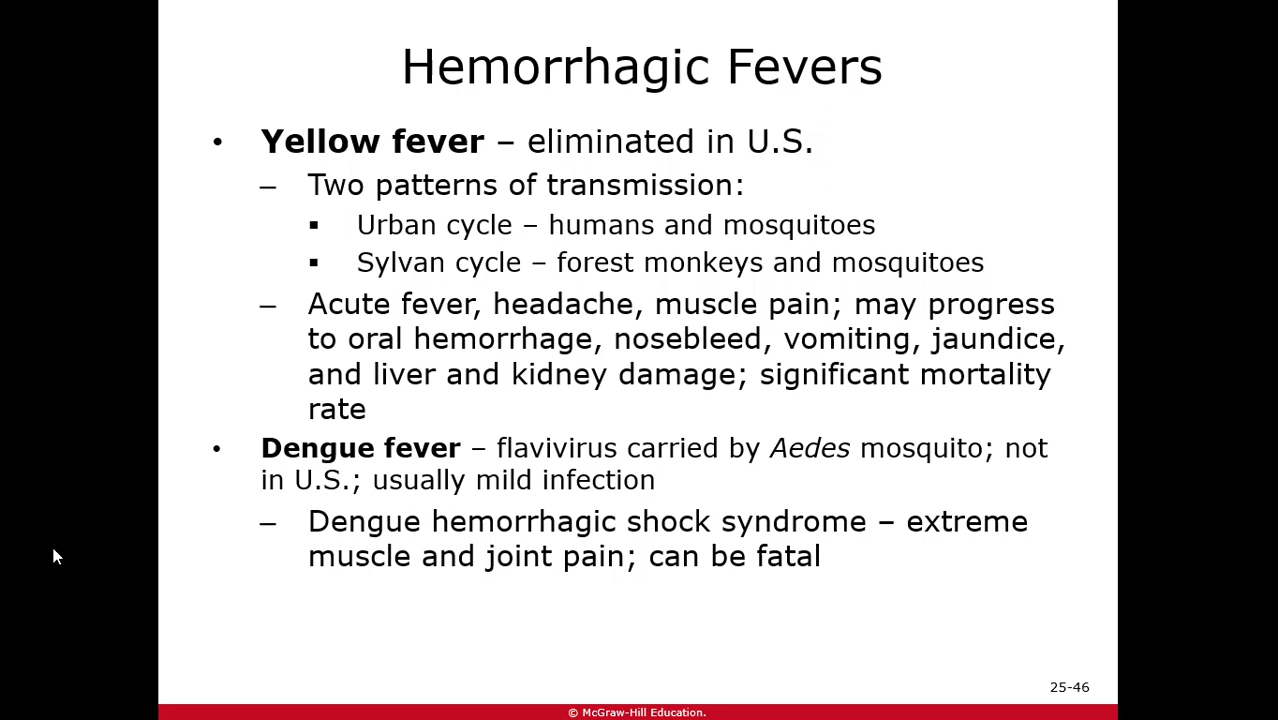 Hemorrhagic Fevers
• Yellow fever – eliminated in U.S.
– Two patterns of transmission:
▪ Urban cycle – humans and mosquitoes
▪ Sylvan cycle – forest monkeys and mosquitoes
– Acute fever, headache, muscle pain; may progress
to oral hemorrhage, nosebleed, vomiting, jaundice,
and liver and kidney damage; significant mortality
rate
• Dengue fever – flavivirus carried by Aedes mosquito; not
in U.S.; usually mild infection
– Dengue hemorrhagic shock syndrome – extreme
muscle and joint pain; can be fatal
25-46
© McGraw-Hill Education.